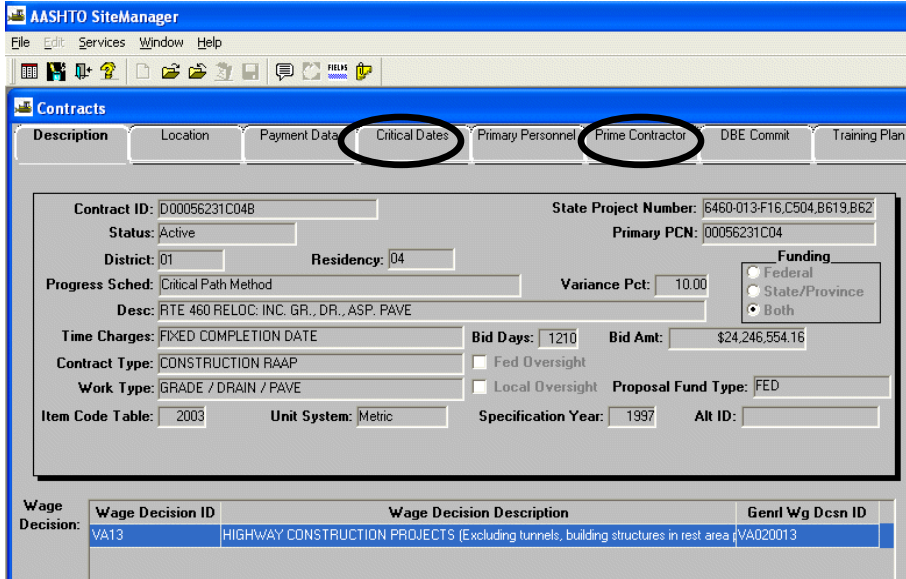 AASHTO SiteManager
File Edit Services Window Help
FIELDS
Contracts
Description Location Payment Data Critical Dates Primary Personnel Prime Contractor DBE Commit Training Plan
Contract ID: D00056231C04B State Project Number: 6460-013-F16,C504,B619,B62
Status: Active Primary PCN: 00056231C04
District: 01 Residency: 04 Funding
Federal
Progress Sched: Critical Path Method Variance Pct: 10.00 State/Province
Desc: RTE 460 RELOC: INC. GR., DR., ASP. PAVE Both
Time Charges: FIXED COMPLETION DATE Bid Days: 1210 Bid Amt: $24,246,554.16
Contract Type: CONSTRUCTION RAAP Fed Oversight
Work Type: GRADE / DRAIN / PAVE Local Oversight Proposal Fund Type: FED
Item Code Table: 2003 Unit System: Metric Specification Year: 1997 Alt ID:
Wage Decision:
Wage Decision ID Wage Decision Description Genrl Wg Dcsn ID
VA13 HIGHWAY CONSTRUCTION PROJECTS (Excluding tunnels, building structures in rest area VA020013